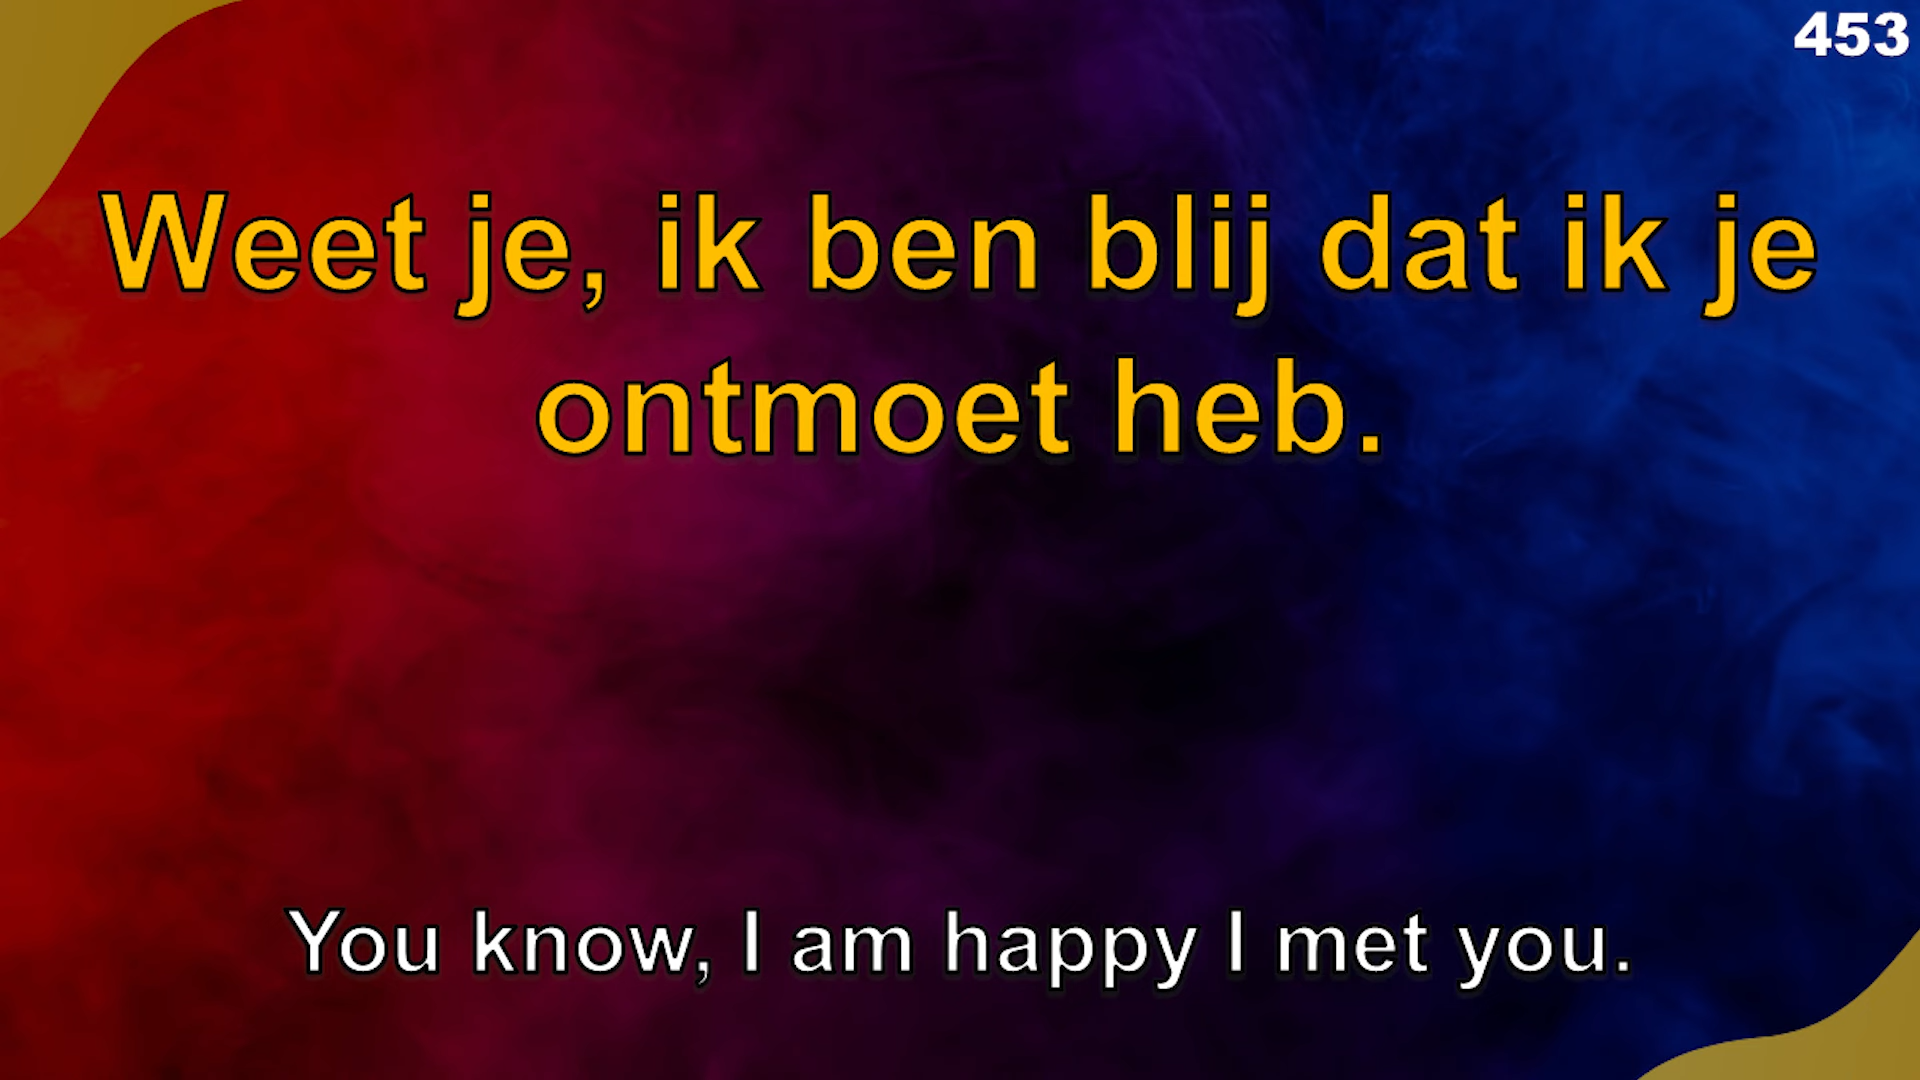 453
Weet je, ik ben blij dat ik je
ontmoet heb.
You know, I am happy I met you.